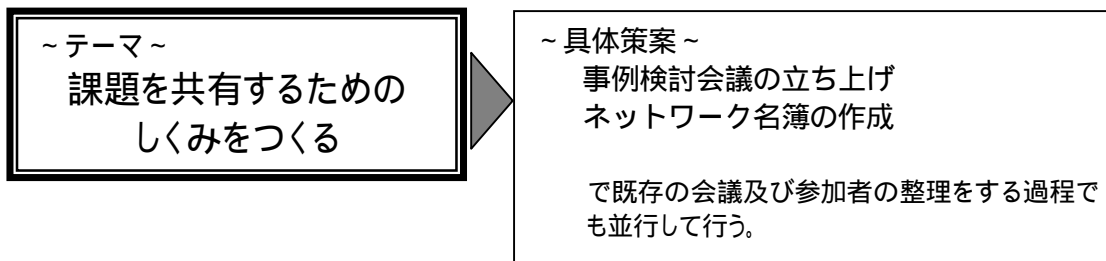 ~テーマ~
課題を共有するための
しくみをつくる
~具体策案~
事例検討会議の立ち上げ
ネットワーク名簿の作成
で既存の会議及び参加者の整理をする過程で
も並行して行う。